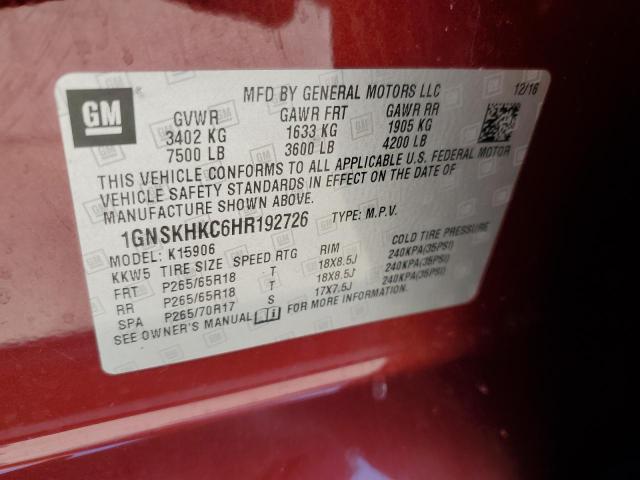 GM
MFD BY GENERAL MOTORS LLC 12/16
GVWR GAWR FRT GAWR RR
3402 KG 1633 KG 1905 KG
7500 LB 3600 LB 4200 LB
THIS VEHICLE CONFORMS TO ALL APPLICABLE U.S. FEDERAL MOTOR
VEHICLE SAFETY STANDARDS IN EFFECT ON THE DATE OF
MANUFACTURE SHOWN ABOVE.
1GNSKHKC6HR192726 TYPE: M.P.V.
MODEL: K15906
KKW5 TIRE SIZE SPEED RTG RIM COLD TIRE PRESSURE
FRT P265/65R18 T 18X8.5J 240KPA(35PSI)
RR P265/65R18 T 18X8.5J 240KPA(35PSI)
SPA P265/70R17 S 17X7.5J 240KPA(35PSI)
SEE OWNER'S MANUAL FOR MORE INFORMATION.